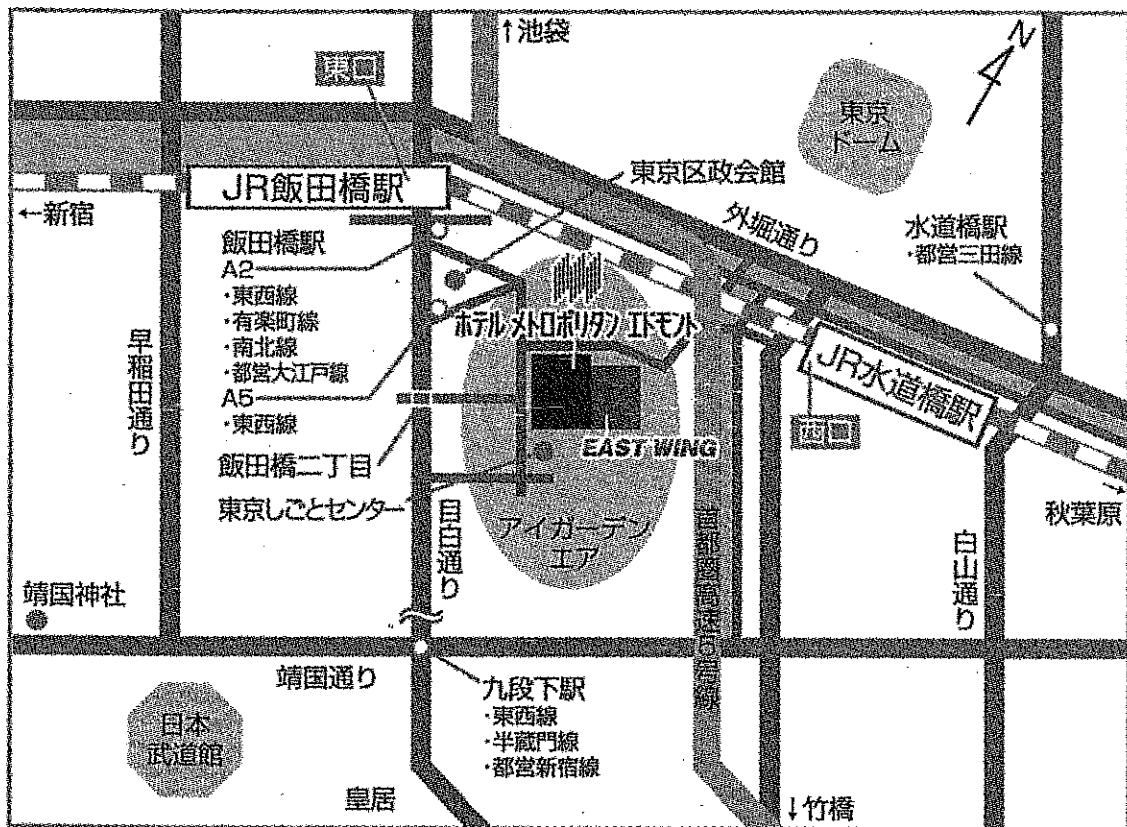 ↑池袋
N
東口
東京
ドーム
JR飯田橋駅
東京区政会館
←新宿
外堀通り
水道橋駅
・都営三田線
飯田橋駅
A2
・東西線
・有楽町線
・南北線
・都営大江戸線
A5
・東西線
飯田橋二丁目
東京しごとセンター
早稲田通り
ホテル メトロポリタン エドモント
EAST WING
JR水道橋駅
西口
秋葉原→
目白通り
アイガーデン
エア
首都圏高速5号線
白山通り
靖国神社
靖国通り
九段下駅
・東西線
・半蔵門線
・都営新宿線
日本
武道館
皇居
↓竹橋